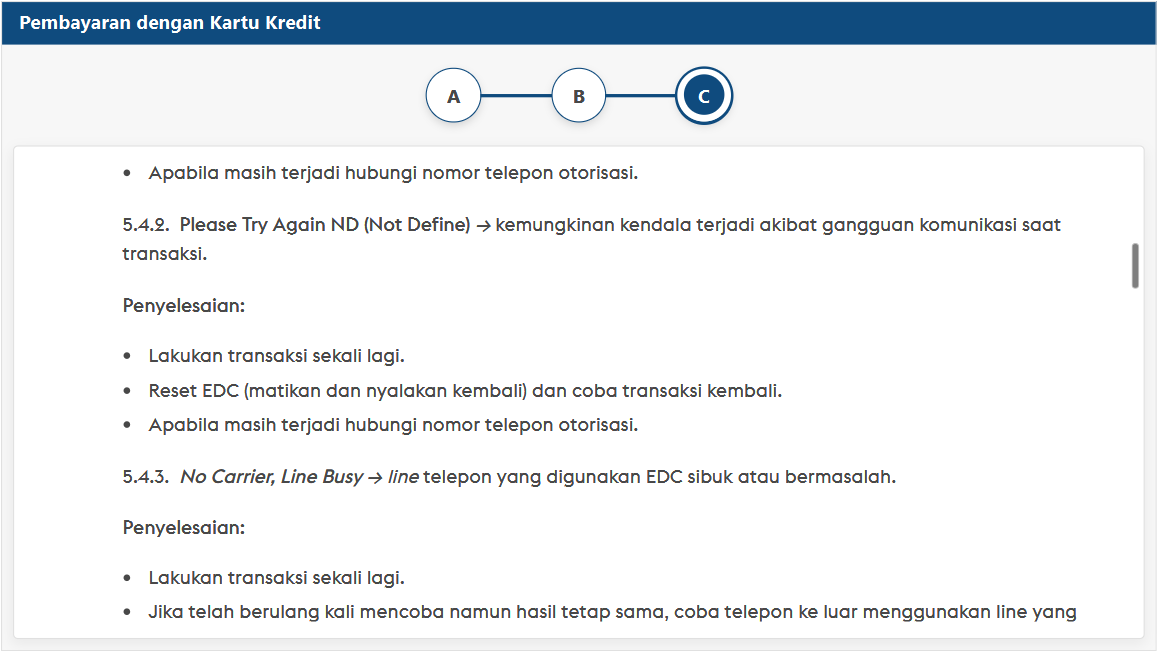 Pembayaran dengan Kartu Kredit
A B C
• Apabila masih terjadi hubungi nomor telepon otorisasi.
5.4.2. Please Try Again ND (Not Define) → kemungkinan kendala terjadi akibat gangguan komunikasi saat
transaksi.
Penyelesaian:
• Lakukan transaksi sekali lagi.
• Reset EDC (matikan dan nyalakan kembali) dan coba transaksi kembali.
• Apabila masih terjadi hubungi nomor telepon otorisasi.
5.4.3. No Carrier, Line Busy → line telepon yang digunakan EDC sibuk atau bermasalah.
Penyelesaian:
• Lakukan transaksi sekali lagi.
• Jika telah berulang kali mencoba namun hasil tetap sama, coba telepon ke luar menggunakan line yang